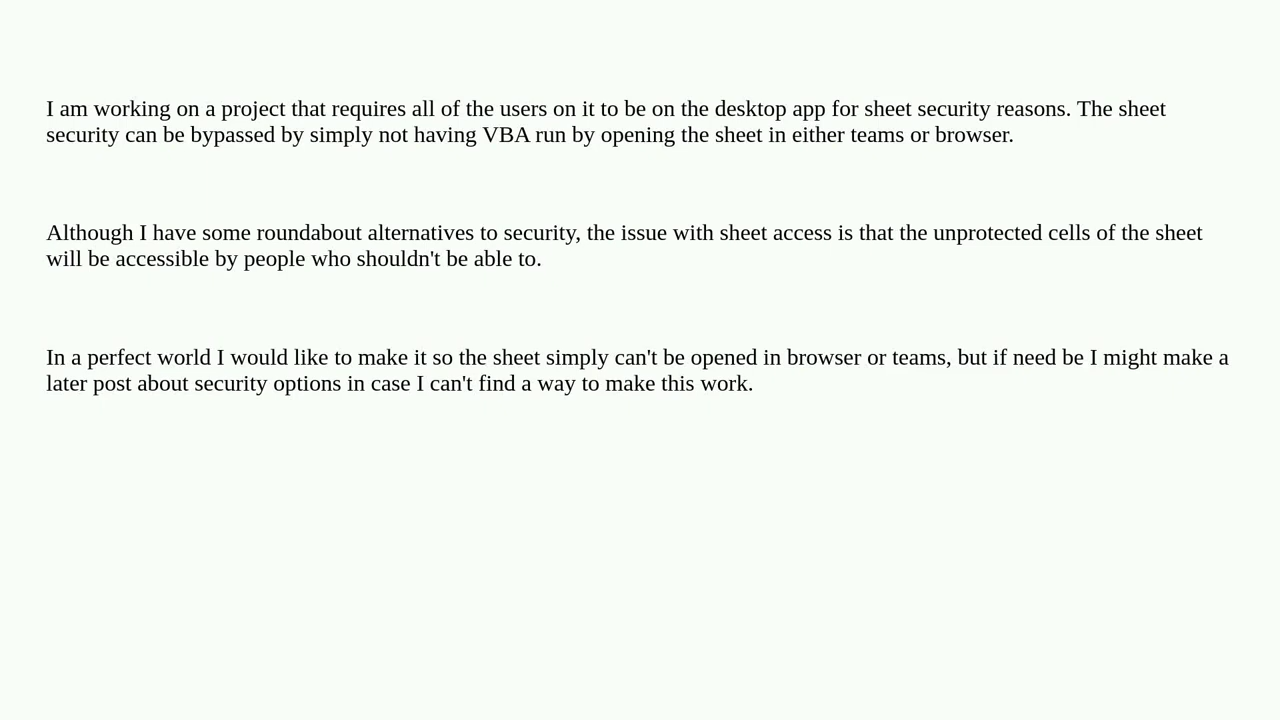 I am working on a project that requires all of the users on it to be on the desktop app for sheet security reasons. The sheet
security can be bypassed by simply not having VBA run by opening the sheet in either teams or browser.
Although I have some roundabout alternatives to security, the issue with sheet access is that the unprotected cells of the sheet
will be accessible by people who shouldn't be able to.
In a perfect world I would like to make it so the sheet simply can't be opened in browser or teams, but if need be I might make a
later post about security options in case I can't find a way to make this work.